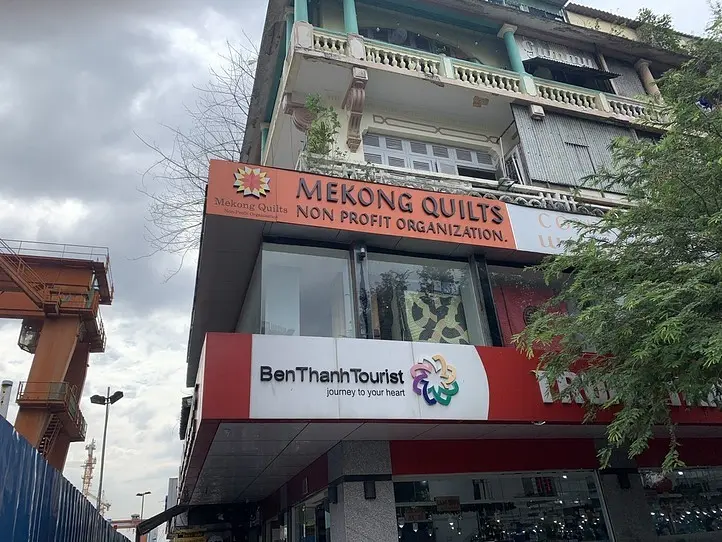 Mekong Quilts
Non Profit Organization
MEKONG QUILTS
NON PROFIT ORGANIZATION.
BenThanhTourist
journey to your heart